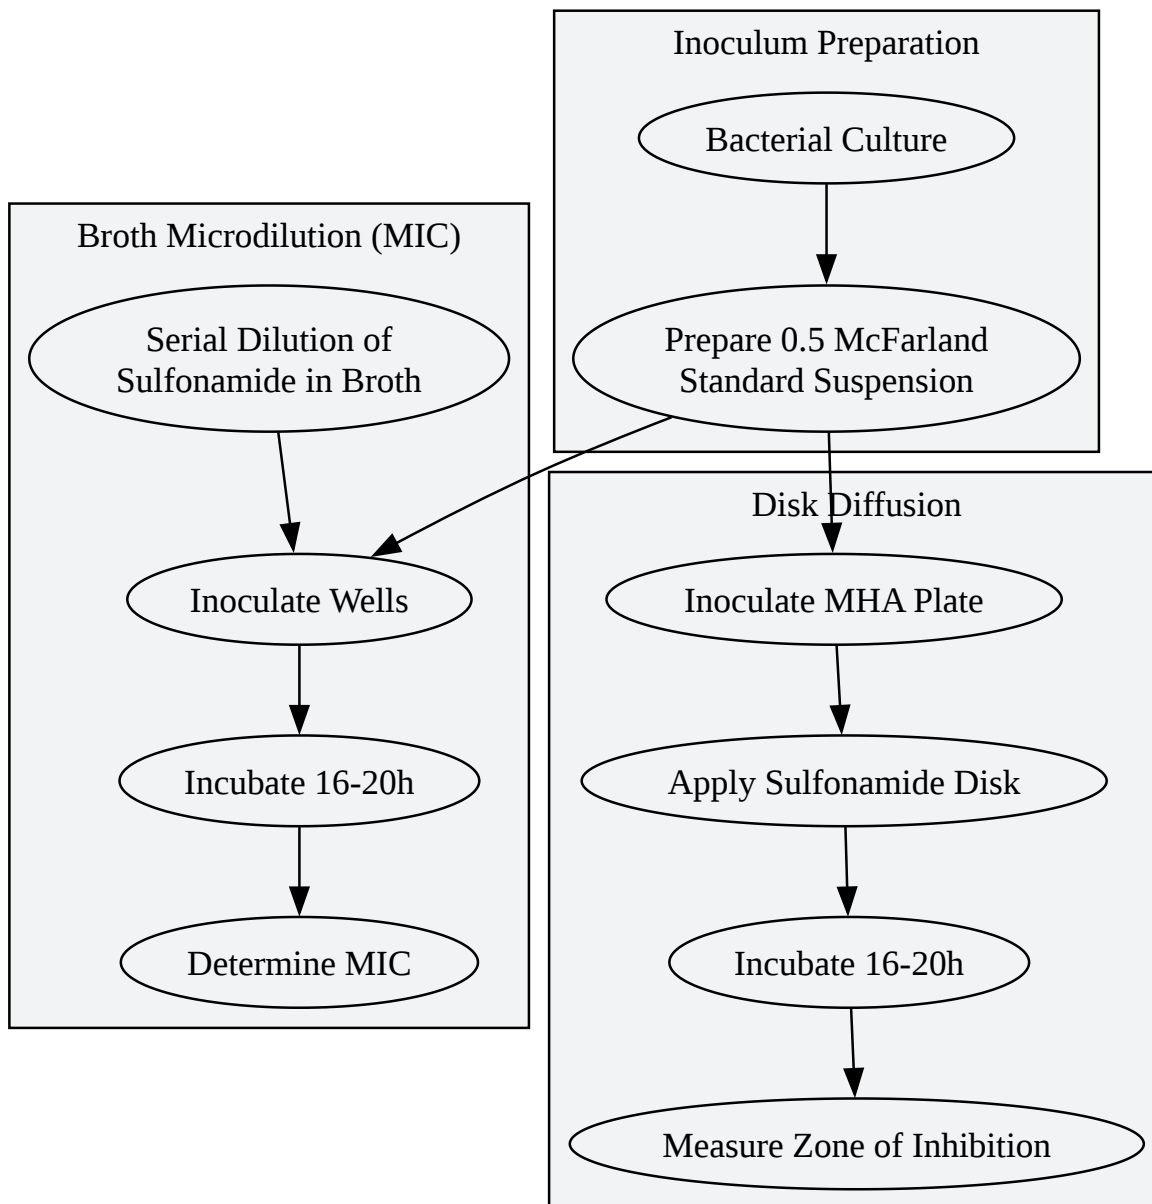 Inoculum Preparation
Bacterial Culture
Prepare 0.5 McFarland
Standard Suspension
Broth Microdilution (MIC)
Serial Dilution of
Sulfonamide in Broth
Inoculate Wells
Incubate 16-20h
Determine MIC
Disk Diffusion
Inoculate MHA Plate
Apply Sulfonamide Disk
Incubate 16-20h
Measure Zone of Inhibition